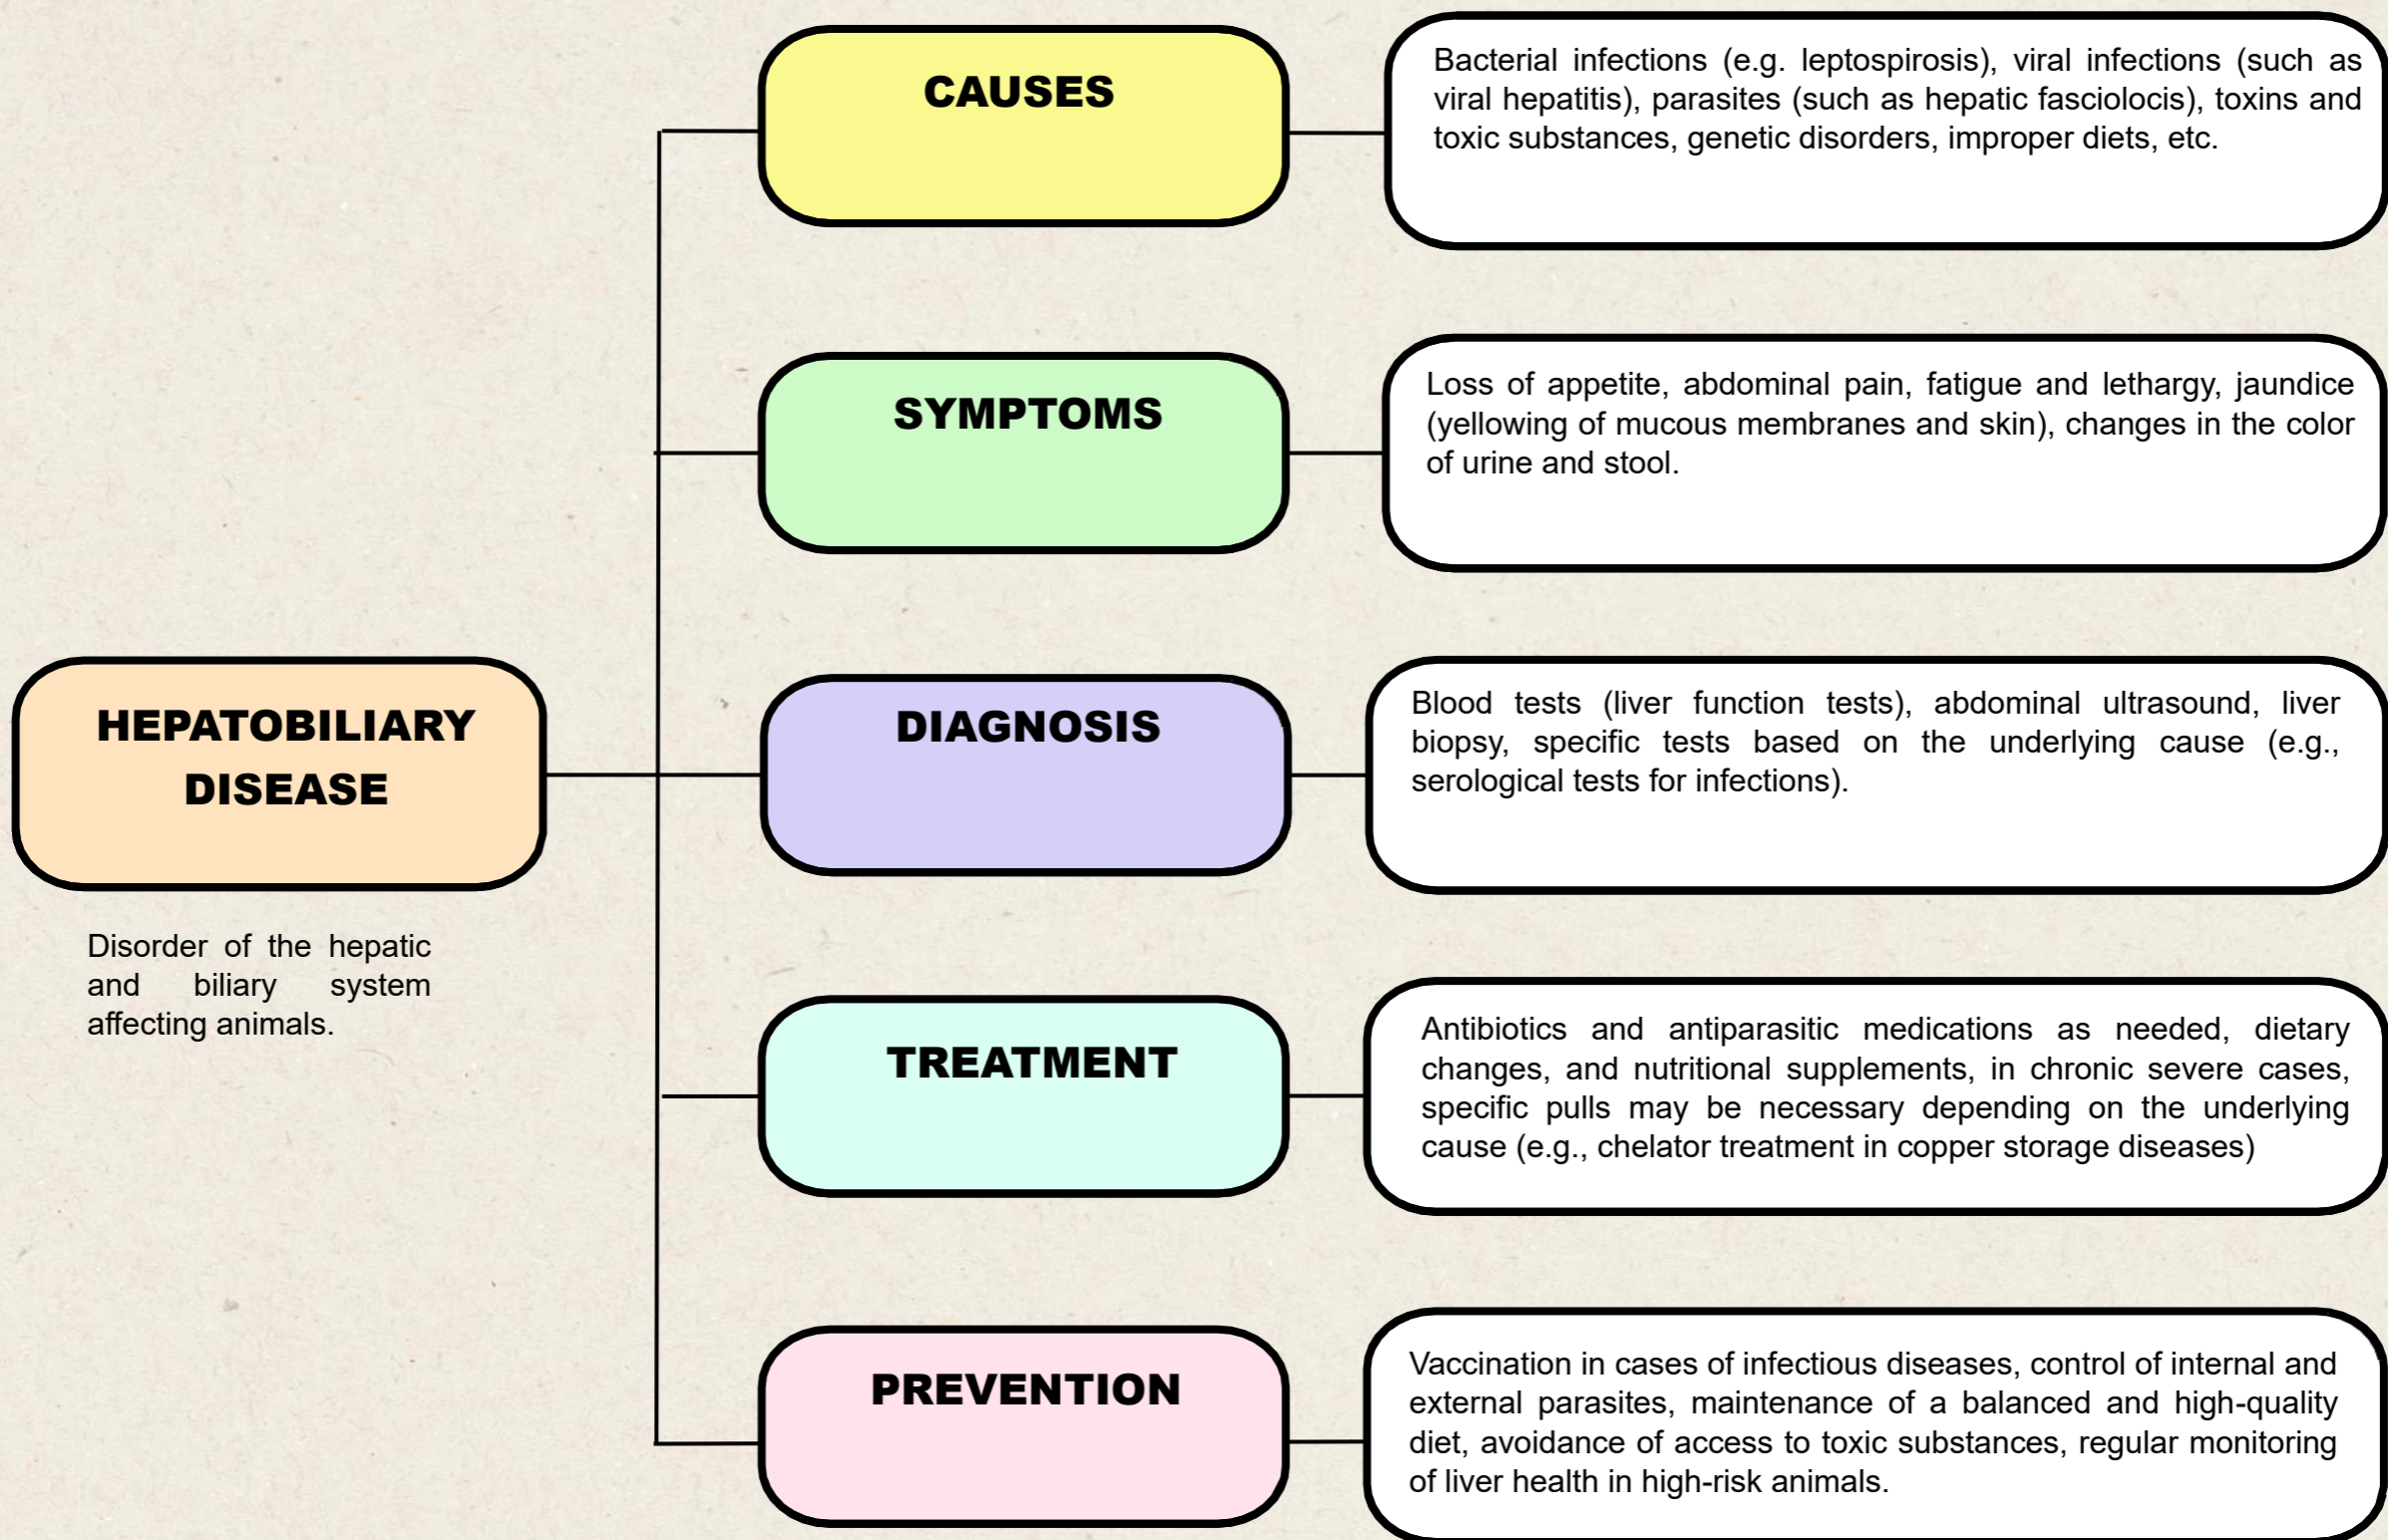 CAUSES
Bacterial infections (e.g. leptospirosis), viral infections (such as
viral hepatitis), parasites (such as hepatic fasciolocis), toxins and
toxic substances, genetic disorders, improper diets, etc.
SYMPTOMS
Loss of appetite, abdominal pain, fatigue and lethargy, jaundice
(yellowing of mucous membranes and skin), changes in the color
of urine and stool.
HEPATOBILIARY
DISEASE
Disorder of the hepatic
and biliary system
affecting animals.
DIAGNOSIS
Blood tests (liver function tests), abdominal ultrasound, liver
biopsy, specific tests based on the underlying cause (e.g.,
serological tests for infections).
TREATMENT
Antibiotics and antiparasitic medications as needed, dietary
changes, and nutritional supplements, in chronic severe cases,
specific pulls may be necessary depending on the underlying
cause (e.g., chelator treatment in copper storage diseases)
PREVENTION
Vaccination in cases of infectious diseases, control of internal and
external parasites, maintenance of a balanced and high-quality
diet, avoidance of access to toxic substances, regular monitoring
of liver health in high-risk animals.